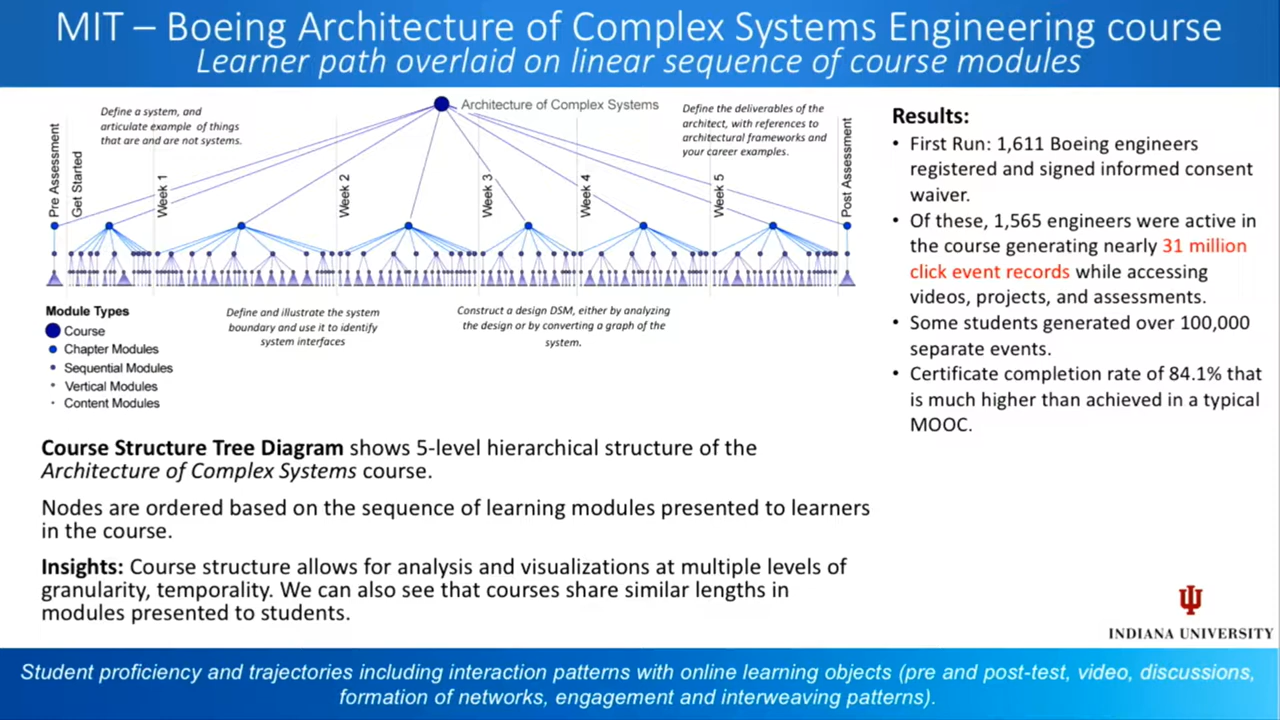 MIT – Boeing Architecture of Complex Systems Engineering course
Learner path overlaid on linear sequence of course modules
Pre Assessment
Get Started
Define a system, and
articulate example of things
that are and are not systems.
Week 1
Week 2
Architecture of Complex Systems
Week 3
Week 4
Define the deliverables of the
architect, with references to
architectural frameworks and
your career examples.
Week 5
Post Assessment
Module Types
Course
Chapter Modules
Sequential Modules
Vertical Modules
Content Modules
Define and illustrate the system
boundary and use it to identify
system interfaces
Construct a design DSM, either by analyzing
the design or by converting a graph of the
system.
Course Structure Tree Diagram shows 5-level hierarchical structure of the
Architecture of Complex Systems course.
Nodes are ordered based on the sequence of learning modules presented to learners
in the course.
Insights: Course structure allows for analysis and visualizations at multiple levels of
granularity, temporality. We can also see that courses share similar lengths in
modules presented to students.
Results:
• First Run: 1,611 Boeing engineers
registered and signed informed consent
waiver.
• Of these, 1,565 engineers were active in
the course generating nearly 31 million
click event records while accessing
videos, projects, and assessments.
• Some students generated over 100,000
separate events.
• Certificate completion rate of 84.1% that
is much higher than achieved in a typical
MOOC.
INDIANA UNIVERSITY
Student proficiency and trajectories including interaction patterns with online learning objects (pre and post-test, video, discussions,
formation of networks, engagement and interweaving patterns).